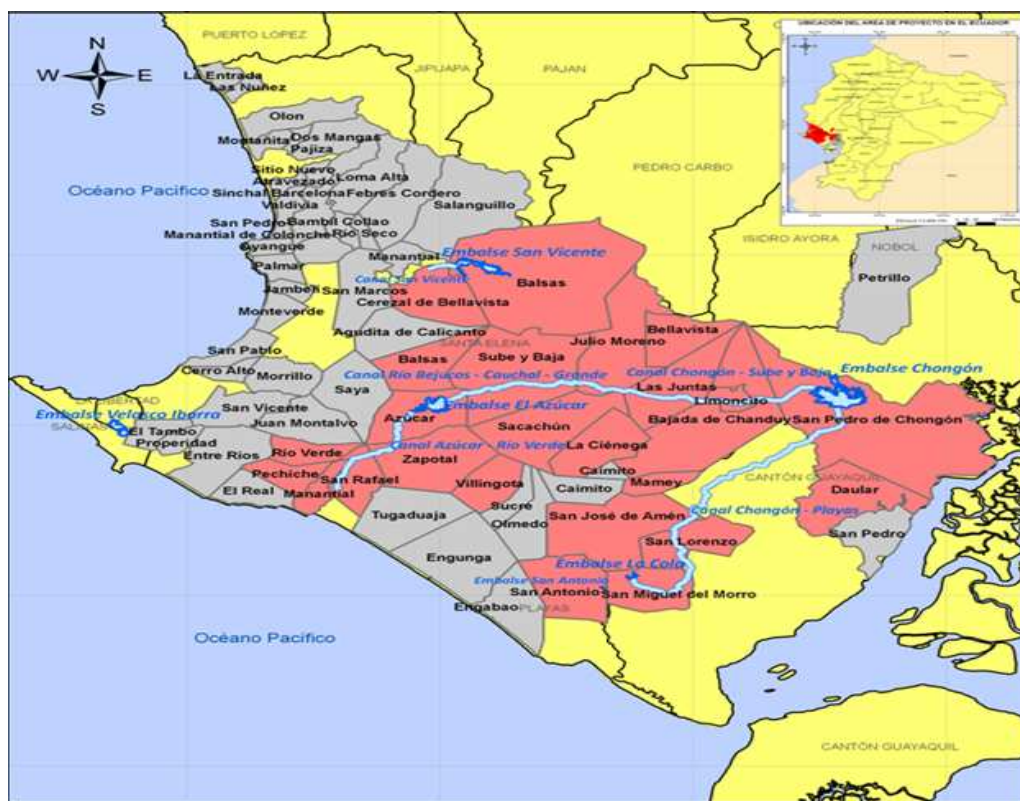 UBICACIÓN DEL AREA DE PROYECTO EN EL ECUADOR
N
W E
S
PUERTO LOPEZ
JIPIJAPA
PAJAN
PEDRO CARBO
ISIDRO AYORA
NOBOL
Petrillo
Océano Pacifico
La Entrada
Las Nuñez
Olon
Montañita
Dos Mangas
Pajiza
Sitio Nuevo
Atravezado
Loma Alta
Sinchal Barcelona
Febres Cordero
Valdivia
Salanguillo
San Pedro
Bambil Collao
Manantial de Colonche
Rio Seco
Ayangue
Manantial
Embalse San Vicente
Palmar
Canal San Vicente
Balsas
Jambeli
San Marcos
Cerezal de Bellavista
Monteverde
Agudita de Calicanto
Bellavista
SANTA ELENA
Julio Moreno
San Pablo
Balsas
Sube y Baja
Cerro Alto
Morrillo
Canal Río Bejucos - Cauchal - Grande
Canal Chongón - Sube y Baja
Embalse Chongón
Saya
Las Juntas
Limoncito
LA LIBERTAD
San Vicente
Azúcar
Embalse El Azúcar
Bajada de Chanduy
San Pedro de Chongón
Embalse Velasco Ibarra
SALINAS
El Tambo
Juan Montalvo
Sacachún
Properidad
Canal Azúcar - Río Verde
La Ciénega
Entre Rios
Río Verde
Zapotal
Pechiche
San Rafael
Caimito
CANTÓN GUAYAQUIL
El Real
Manantial
Villingota
Caimito
Mamey
Daular
Sucre
Tugaduaja
Olmedo
San José de Amén
Canal Chongón - Playas
San Pedro
San Lorenzo
Engunga
Embalse La Cola
Embalse San Antonio
San Antonio
San Miguel del Morro
Engabao
PLAYAS
Océano Pacifico
CANTÓN GUAYAQUIL